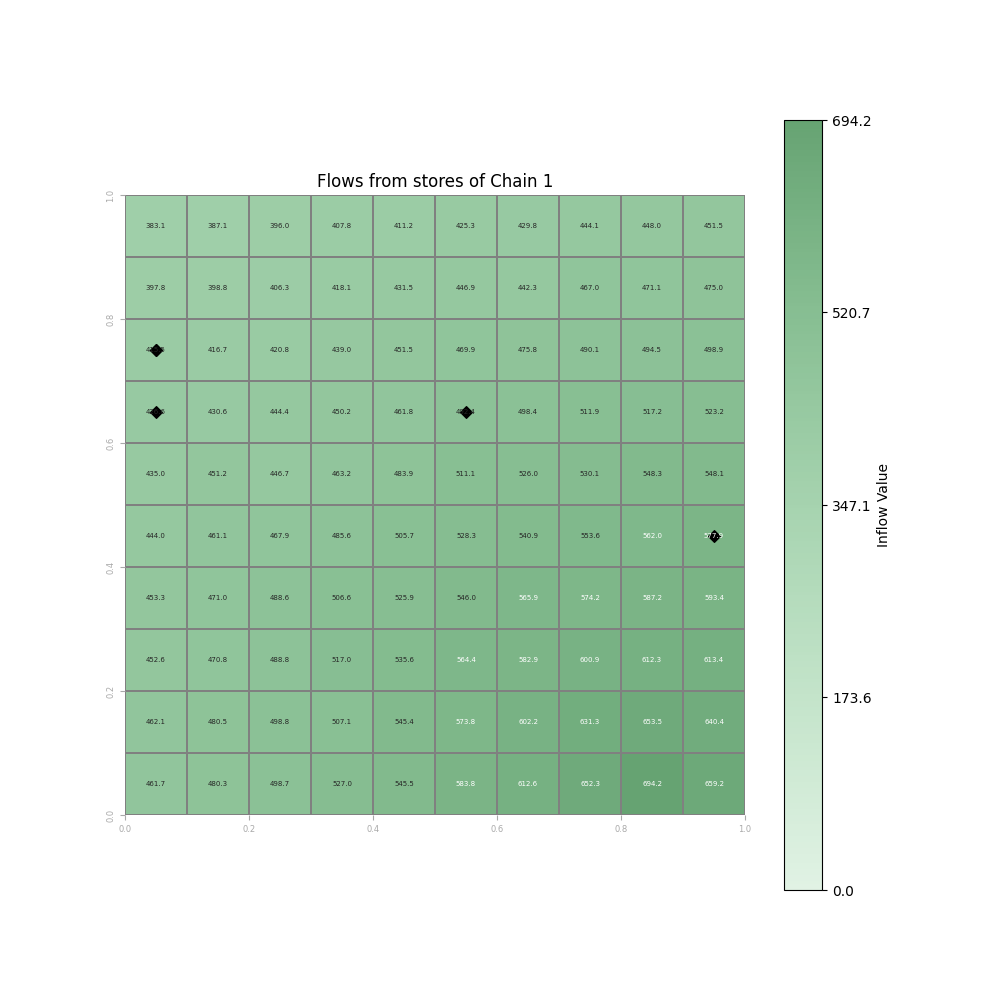 Flows from stores of Chain 1
1.0
383.1 387.1 396.0 407.8 411.2 425.3 429.8 444.1 448.0 451.5
397.8 398.8 406.3 418.1 431.5 446.9 442.3 467.0 471.1 475.0
0.8
416.7 420.8 439.0 451.5 469.9 475.8 490.1 494.5 498.9
430.6 444.4 450.2 461.8 498.4 511.9 517.2 523.2
0.6
435.0 451.2 446.7 463.2 483.9 511.1 526.0 530.1 548.3 548.1
444.0 461.1 467.9 485.6 505.7 528.3 540.9 553.6 562.0
0.4
453.3 471.0 488.6 506.6 525.9 546.0 565.9 574.2 587.2 593.4
452.6 470.8 488.8 517.0 535.6 564.4 582.9 600.9 612.3 613.4
0.2
462.1 480.5 498.8 507.1 545.4 573.8 602.2 631.3 653.5 640.4
461.7 480.3 498.7 527.0 545.5 583.8 612.6 652.3 694.2 659.2
0.0
0.0 0.2 0.4 0.6 0.8 1.0
694.2
520.7
347.1
173.6
0.0
Inflow Value